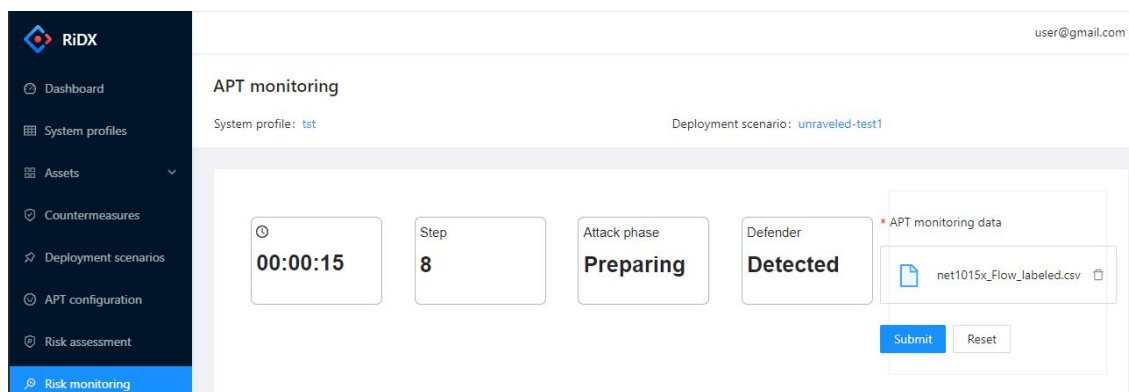 RiDX
user@gmail.com
Dashboard
System profiles
Assets
Countermeasures
Deployment scenarios
APT configuration
Risk assessment
Risk monitoring
APT monitoring
System profile: tst
Deployment scenario: unraveled-test1
00:00:15
Step
8
Attack phase
Preparing
Defender
Detected
* APT monitoring data
net1015x_Flow_labeled.csv
Submit
Reset